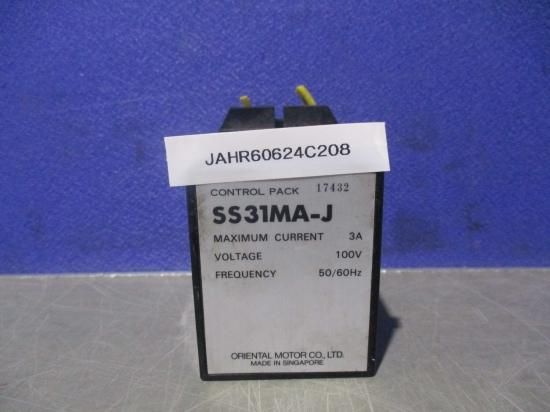 JAHR60624C208
CONTROL PACK 17432
SS31MA-J
MAXIMUM CURRENT 3A
VOLTAGE 100V
FREQUENCY 50/60Hz
ORIENTAL MOTOR CO., LTD.
MADE IN SINGAPORE